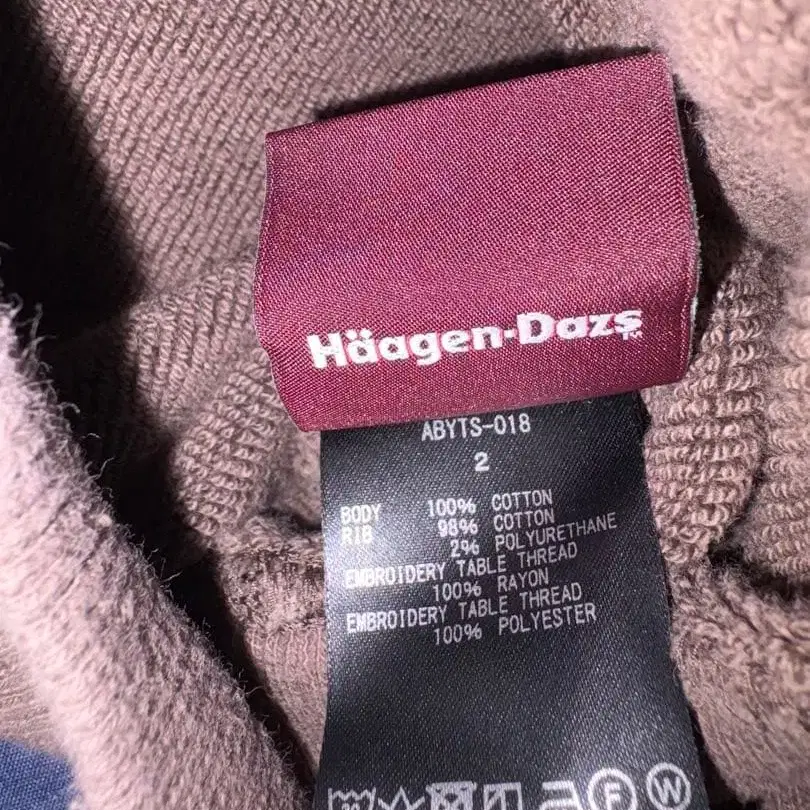 Häagen-Dazs
TM
ABYTS-018
2
BODY 100% COTTON
RIB 98% COTTON
2% POLYURETHANE
EMBROIDERY TABLE THREAD
100% RAYON
EMBROIDERY TABLE THREAD
100% POLYESTER
F W